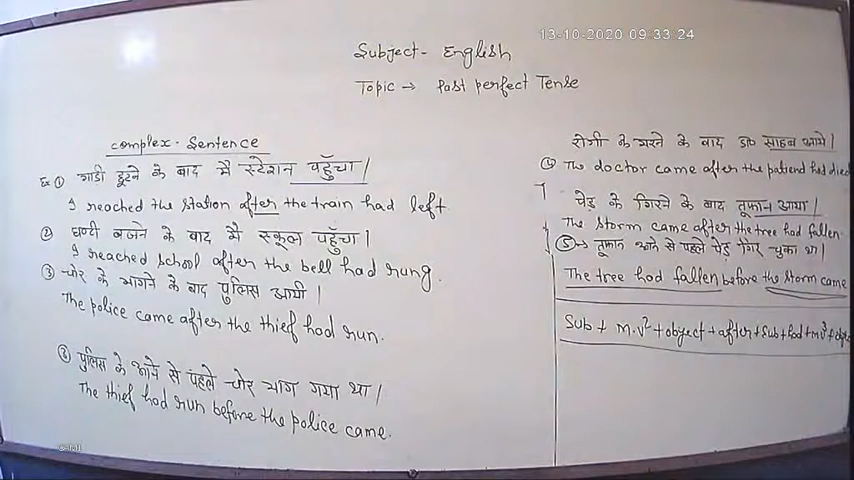 13-10-2020 09:33:24
Subject- English
Topic → Past perfect Tense
Complex-Sentence
Ex ① गाडी छूटने के बाद मैं स्टेशन पहुँचा।
I reached the station after the train had left
② घण्टी बजने के बाद मैं स्कूल पहुँचा।
I reached school after the bell had rung.
③ चोर के भागने के बाद पुलिस आयी।
The police came after the thief had run.
③ पुलिस के आने से पहले चोर भाग गया था।
The thief had run before the police came.
रोगी के मरने के बाद डा० साहब आये।
④ The doctor came after the patiend had died
पेड़ के गिरने के बाद तूफान आया।
The storm came after the tree had fallen.
⑤→ तूफान आने से पहले पेड़ गिर चुका था।
The tree had fallen before the storm came
Sub + m.v² + object + after + Sub + had + mv³ +